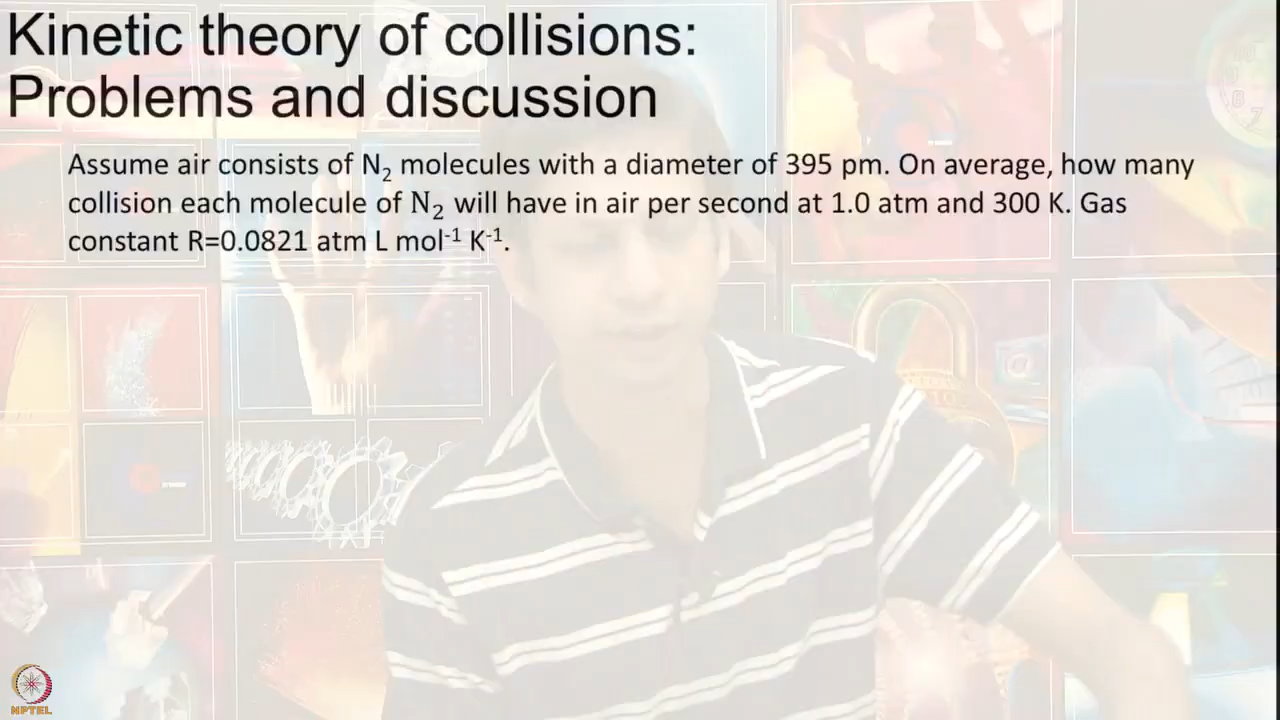 Kinetic theory of collisions:
Problems and discussion
Assume air consists of N₂ molecules with a diameter of 395 pm. On average, how many
collision each molecule of N₂ will have in air per second at 1.0 atm and 300 K. Gas
constant R=0.0821 atm L mol⁻¹ K⁻¹.
NPTEL